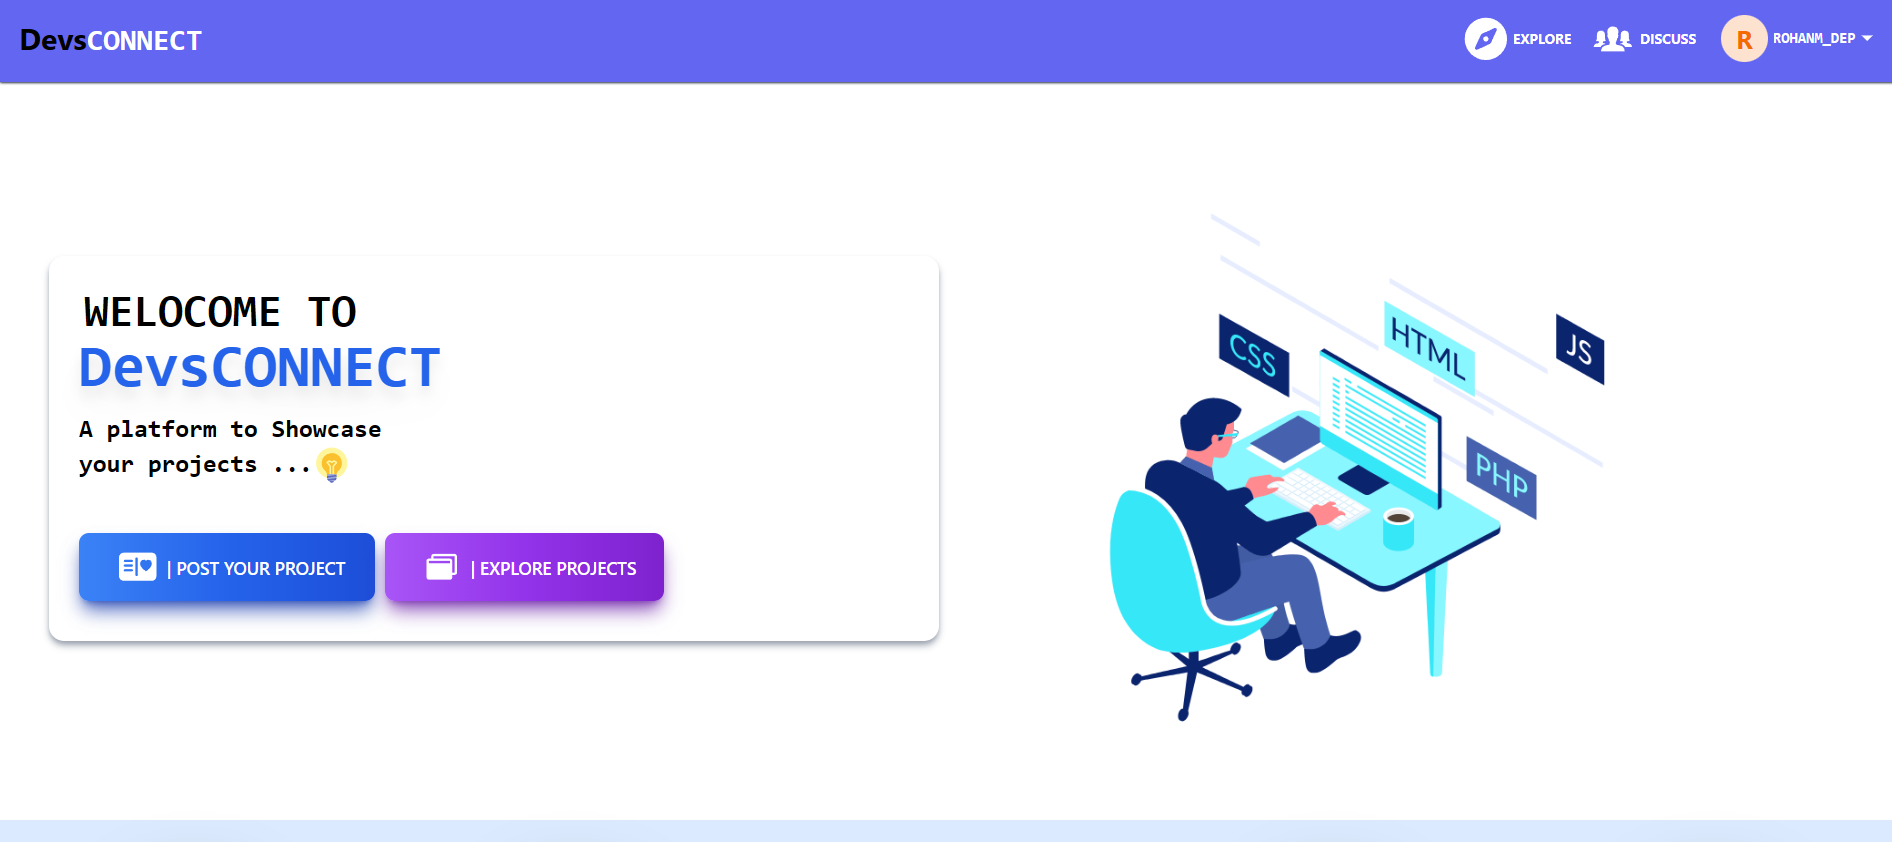 DevsCONNECT
EXPLORE
DISCUSS
R
ROHANM_DEP
WELOCOME TO
DevsCONNECT
A platform to Showcase
your projects ...
| POST YOUR PROJECT
| EXPLORE PROJECTS
CSS
HTML
JS
PHP